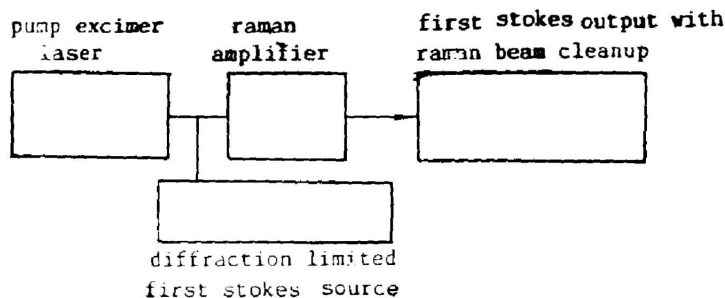 pump excimer
laser
raman
amplifier
first stokes output with
raman beam cleanup
diffraction limited
first stokes source